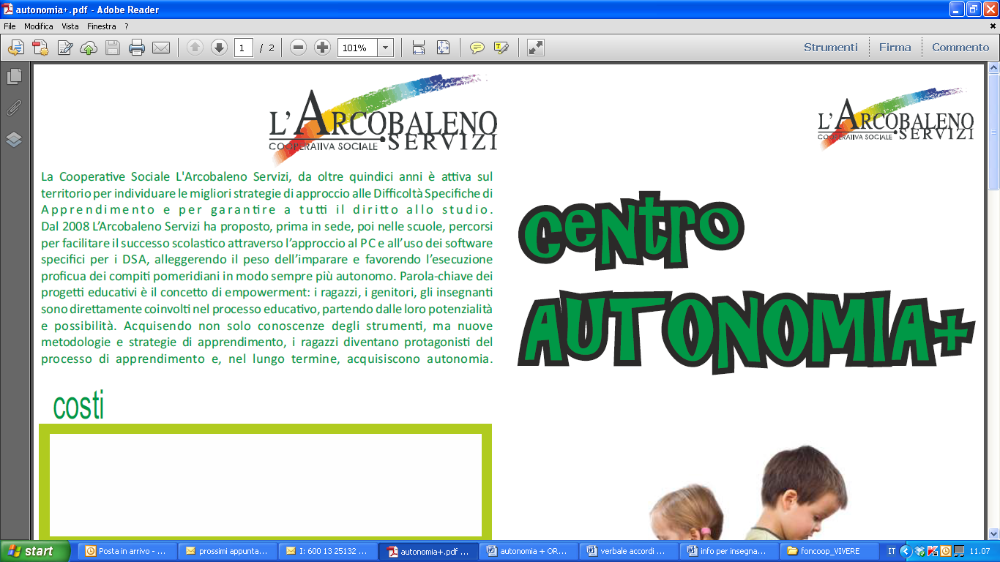 autonomia+.pdf - Adobe Reader
File Modifica Vista Finestra ?
1 / 2 101% Strumenti Firma Commento
L'ARCOBALENO
SERVIZI
COOPERATIVA SOCIALE
L'ARCOBALENO
SERVIZI
COOPERATIVA SOCIALE
La Cooperative Sociale L'Arcobaleno Servizi, da oltre quindici anni è attiva sul
territorio per individuare le migliori strategie di approccio alle Difficoltà Specifiche di
Apprendimento e per garantire a tutti il diritto allo studio.
Dal 2008 L’Arcobaleno Servizi ha proposto, prima in sede, poi nelle scuole, percorsi
per facilitare il successo scolastico attraverso l’approccio al PC e all’uso dei software
specifici per i DSA, alleggerendo il peso dell’imparare e favorendo l’esecuzione
proficua dei compiti pomeridiani in modo sempre più autonomo. Parola-chiave dei
progetti educativi è il concetto di empowerment: i ragazzi, i genitori, gli insegnanti
sono direttamente coinvolti nel processo educativo, partendo dalle loro potenzialità
e possibilità. Acquisendo non solo conoscenze degli strumenti, ma nuove
metodologie e strategie di apprendimento, i ragazzi diventano protagonisti del
processo di apprendimento e, nel lungo termine, acquisiscono autonomia.
costi
centro
AUTONOMIA+
start Posta in arrivo - ... prossimi appunta... I: 600 13 25132 ... autonomia+.pdf ... autonomia + OR... verbale accordi ... info per insegna... foncoop_VIVERE IT 11.07